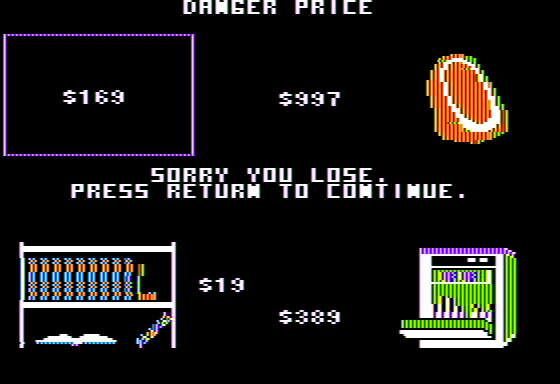 DANGER PRICE
$169
$997
SORRY YOU LOSE.
PRESS RETURN TO CONTINUE.
$19
$389